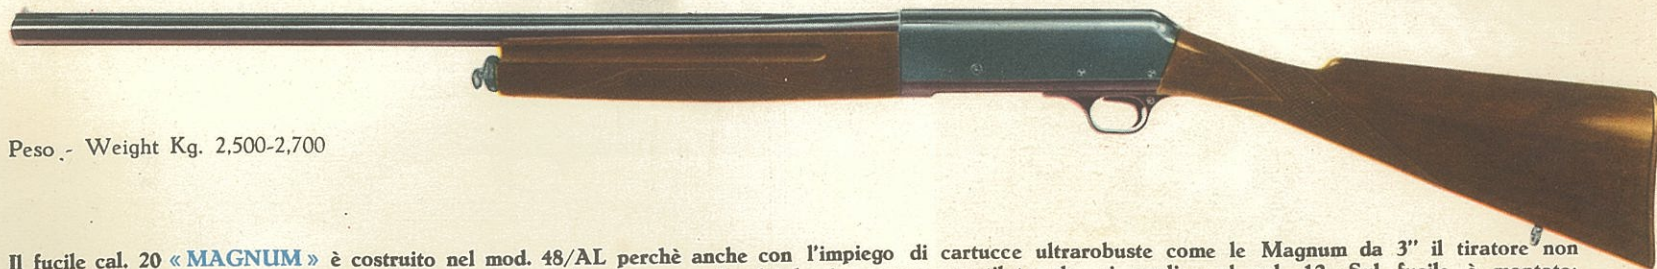 Peso - Weight Kg. 2,500-2,700
Il fucile cal. 20 « MAGNUM » è costruito nel mod. 48/AL perchè anche con l'impiego di cartucce ultrarobuste come le Magnum da 3" il tiratore non